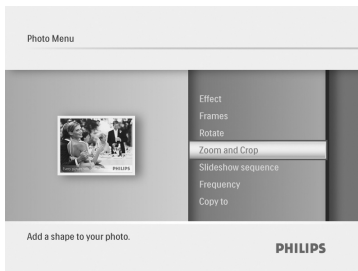 Photo Menu
Effect
Frames
Rotate
Zoom and Crop
Slideshow sequence
Frequency
Copy to
PHILIPS
Add a shape to your photo.
PHILIPS